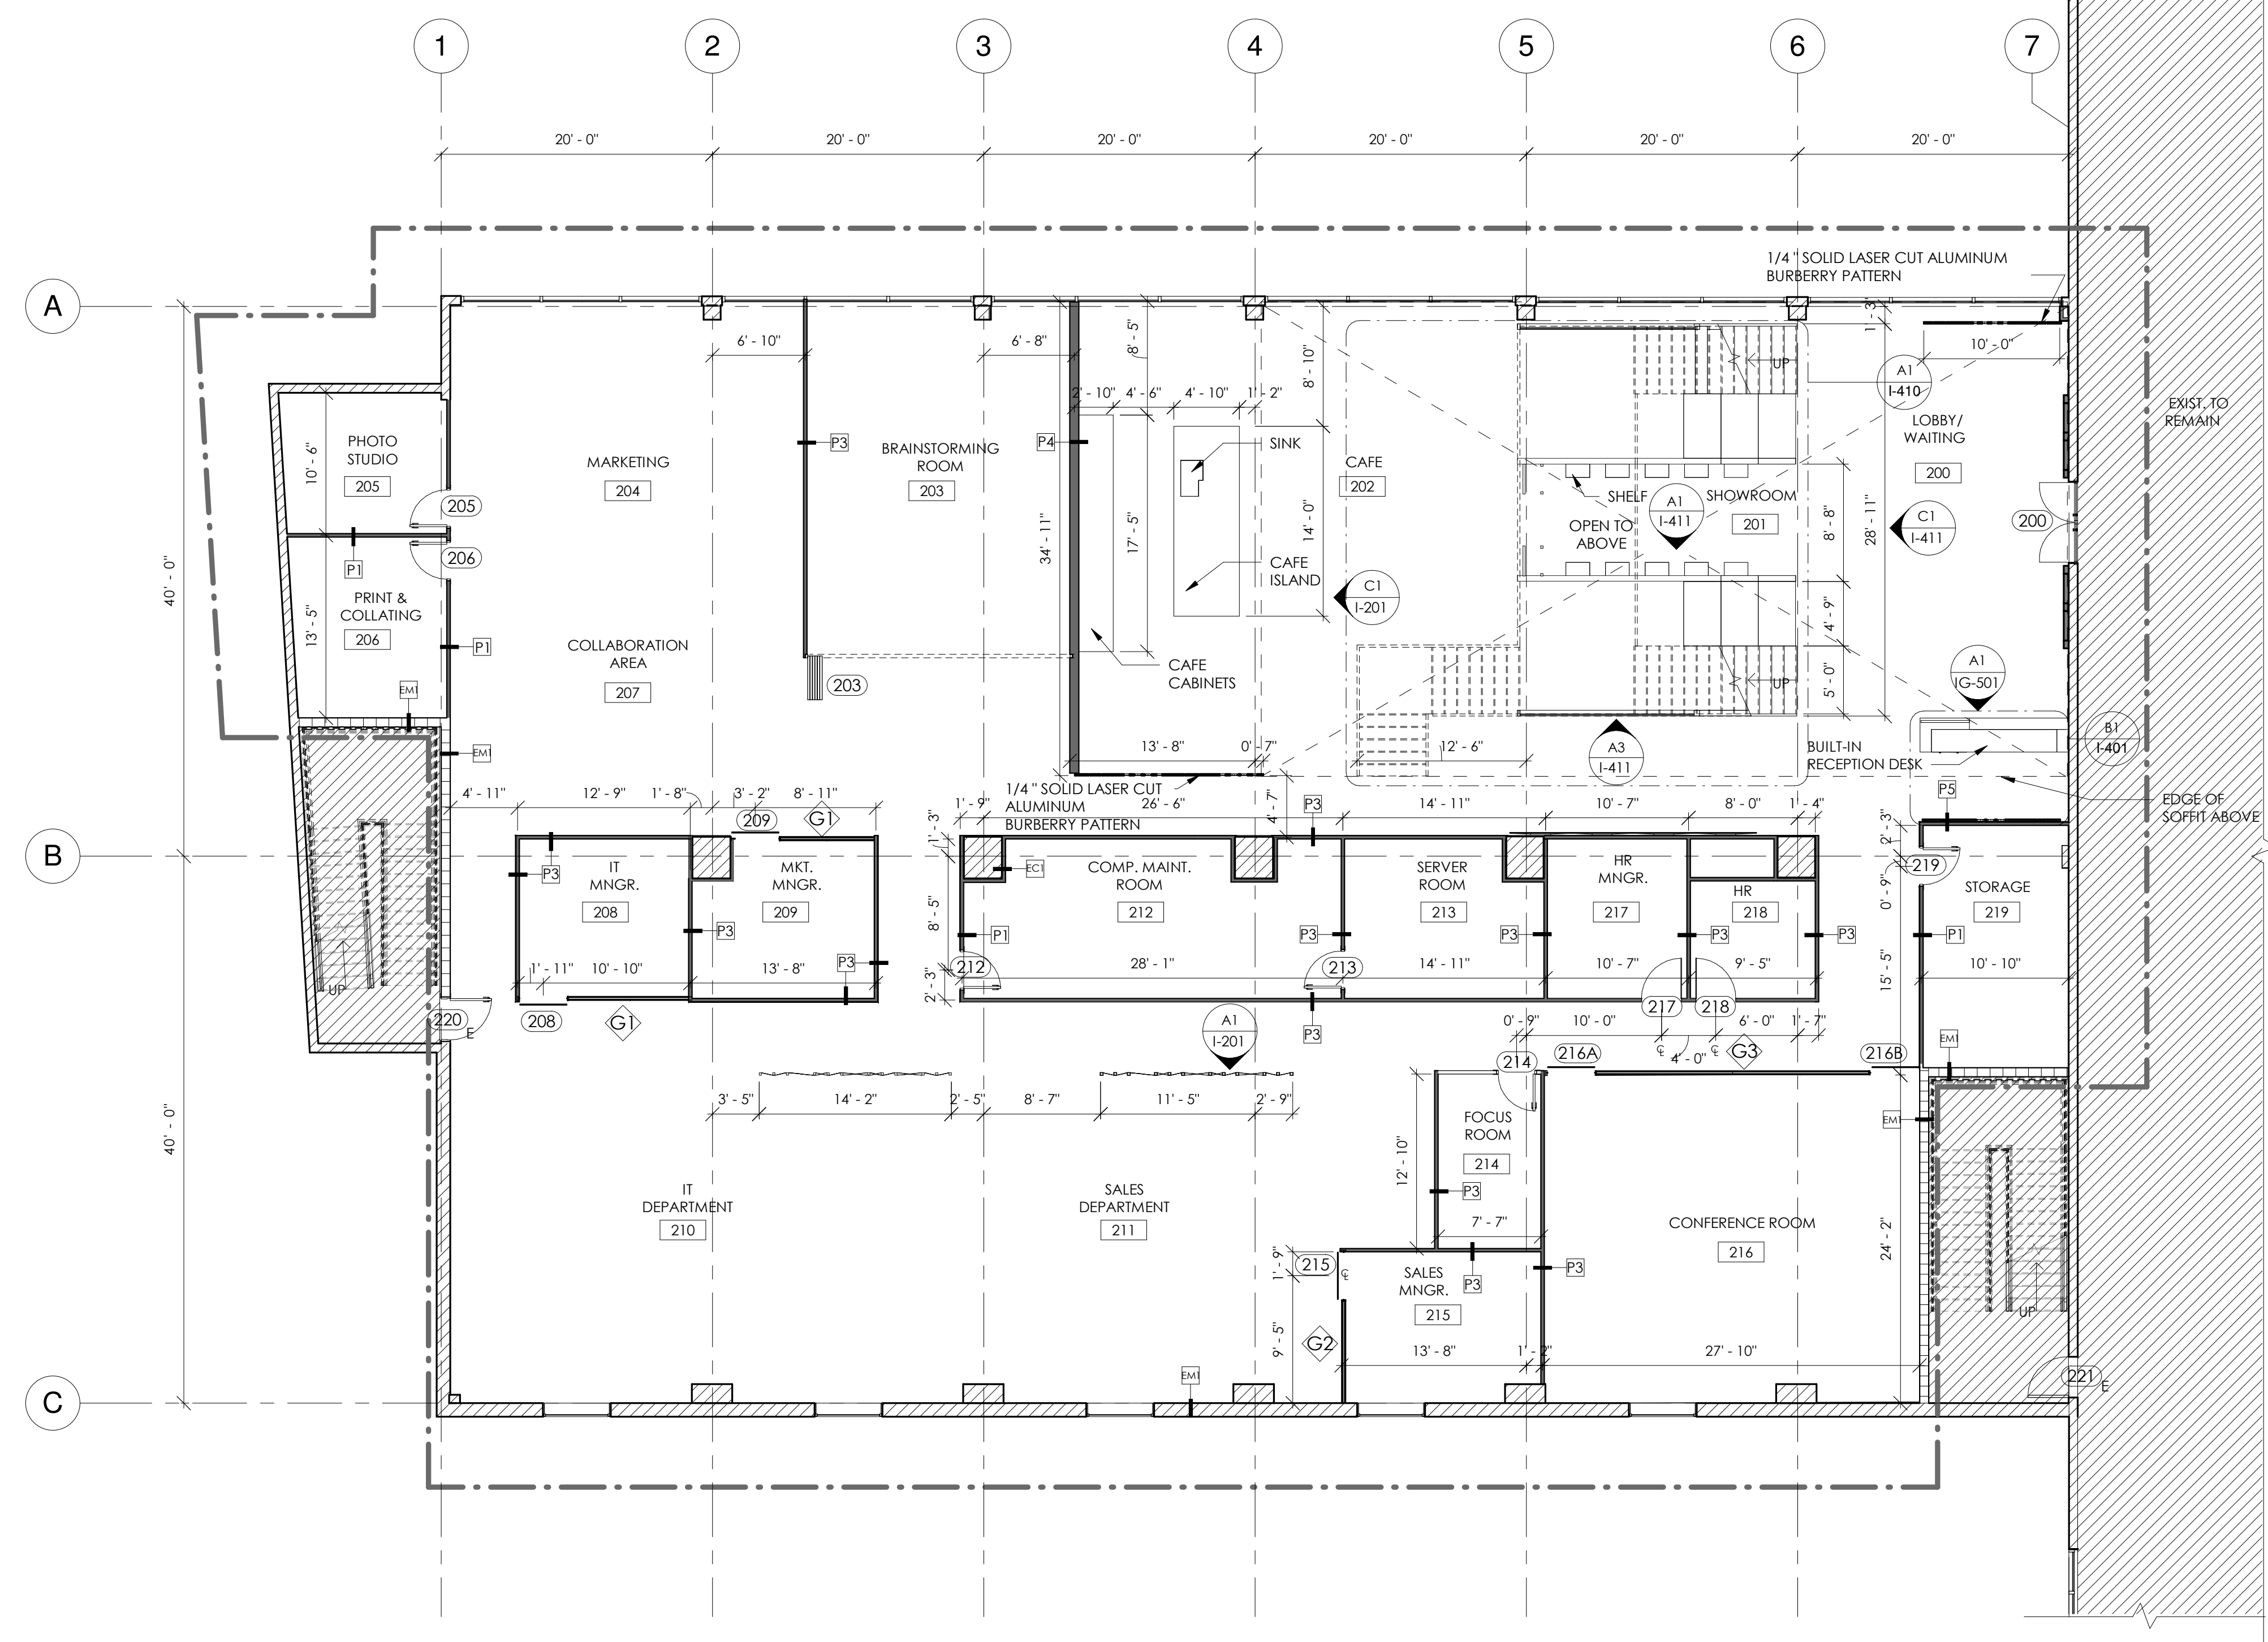 1 2 3 4 5 6 7
20' - 0" 20' - 0" 20' - 0" 20' - 0" 20' - 0" 20' - 0"
1/4 " SOLID LASER CUT ALUMINUM
BURBERRY PATTERN
A
6' - 10"
6' - 8"
8' - 5"
8' - 10"
1' - 3"
10' - 0"
UP
A1
I-410
2' - 10" 4' - 6" 4' - 10" 1' - 2"
EXIST. TO
REMAIN
PHOTO
STUDIO
205
10' - 6"
205
MARKETING
204
P3
BRAINSTORMING
ROOM
203
P4
SINK
CAFE
202
SHELF
A1
I-411
SHOWROOM
201
OPEN TO
ABOVE
LOBBY/
WAITING
200
C1
I-411
200
34' - 11"
17' - 5"
14' - 0"
8' - 8"
28' - 11"
40' - 0"
P1
206
PRINT &
COLLATING
206
13' - 5"
P1
EM1
EM1
COLLABORATION
AREA
207
203
CAFE
ISLAND
CAFE
CABINETS
C1
I-201
4' - 9"
5' - 0"
UP
A1
IG-501
B1
I-401
13' - 8" 0' - 7"
12' - 6"
A3
I-411
BUILT-IN
RECEPTION DESK
EDGE OF
SOFFIT ABOVE
1/4 " SOLID LASER CUT
ALUMINUM
BURBERRY PATTERN
4' - 11" 12' - 9" 1' - 8" 3' - 2" 8' - 11"
209
G1
1' - 9" 26' - 6" 14' - 11" 10' - 7" 8' - 0" 1' - 4"
4' - 7"
P3
P5
B
1' - 3"
2' - 3"
P3
IT
MNGR.
208
MKT.
MNGR.
209
P3
P3
EC1
COMP. MAINT.
ROOM
212
SERVER
ROOM
213
HR
MNGR.
217
HR
218
219
STORAGE
219
8' - 5"
P1
P3
P3
P3
P3
P1
0' - 9"
15' - 5"
1' - 11" 10' - 10" 13' - 8"
212
28' - 1"
213
14' - 11" 10' - 7" 9' - 5" 10' - 10"
2' - 3"
UP
220
E
208
G1
A1
I-201
P3
217
218
0' - 9" 10' - 0" 6' - 0" 1' - 7"
4' - 0"
214
216A
G3
216B
EM1
3' - 5" 14' - 2" 2' - 5" 8' - 7" 11' - 5" 2' - 9"
40' - 0"
EM1
FOCUS
ROOM
214
12' - 10"
P3
7' - 7"
IT
DEPARTMENT
210
SALES
DEPARTMENT
211
CONFERENCE ROOM
216
24' - 2"
1' - 9"
215
SALES
MNGR.
215
P3
P3
9' - 5"
G2
13' - 8" 1' - 2" 27' - 10"
UP
EM1
221
E
C